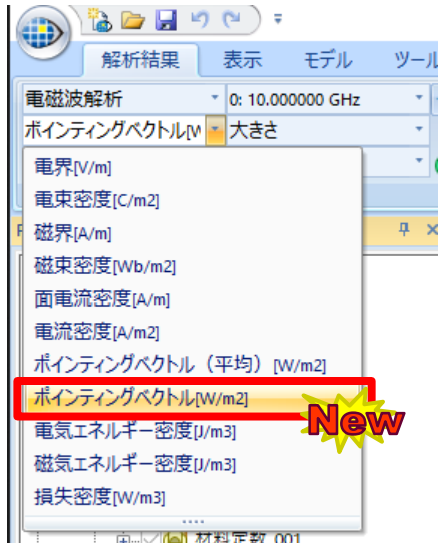 解析結果 表示 モデル ツール
電磁波解析 0: 10.000000 GHz
ポインティングベクトル[W 大きさ
電界[V/m]
電束密度[C/m2]
磁界[A/m]
磁束密度[Wb/m2]
面電流密度[A/m]
電流密度[A/m2]
ポインティングベクトル（平均）[W/m2]
ポインティングベクトル[W/m2]
New
電気エネルギー密度[J/m3]
磁気エネルギー密度[J/m3]
損失密度[W/m3]
材料定数_001